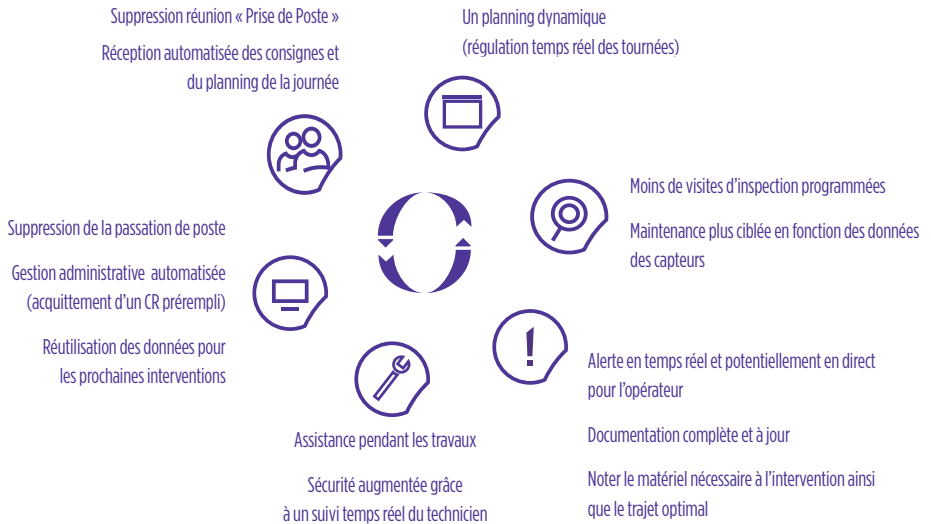 Suppression réunion « Prise de Poste »
Réception automatisée des consignes et
du planning de la journée
Un planning dynamique
(régulation temps réel des tournées)
Moins de visites d'inspection programmées
Maintenance plus ciblée en fonction des données
des capteurs
Alerte en temps réel et potentiellement en direct
pour l'opérateur
Documentation complète et à jour
Noter le matériel nécessaire à l'intervention ainsi
que le trajet optimal
Assistance pendant les travaux
Sécurité augmentée grâce
à un suivi temps réel du technicien
Suppression de la passation de poste
Gestion administrative automatisée
(acquittement d'un CR prérempli)
Réutilisation des données pour
les prochaines interventions